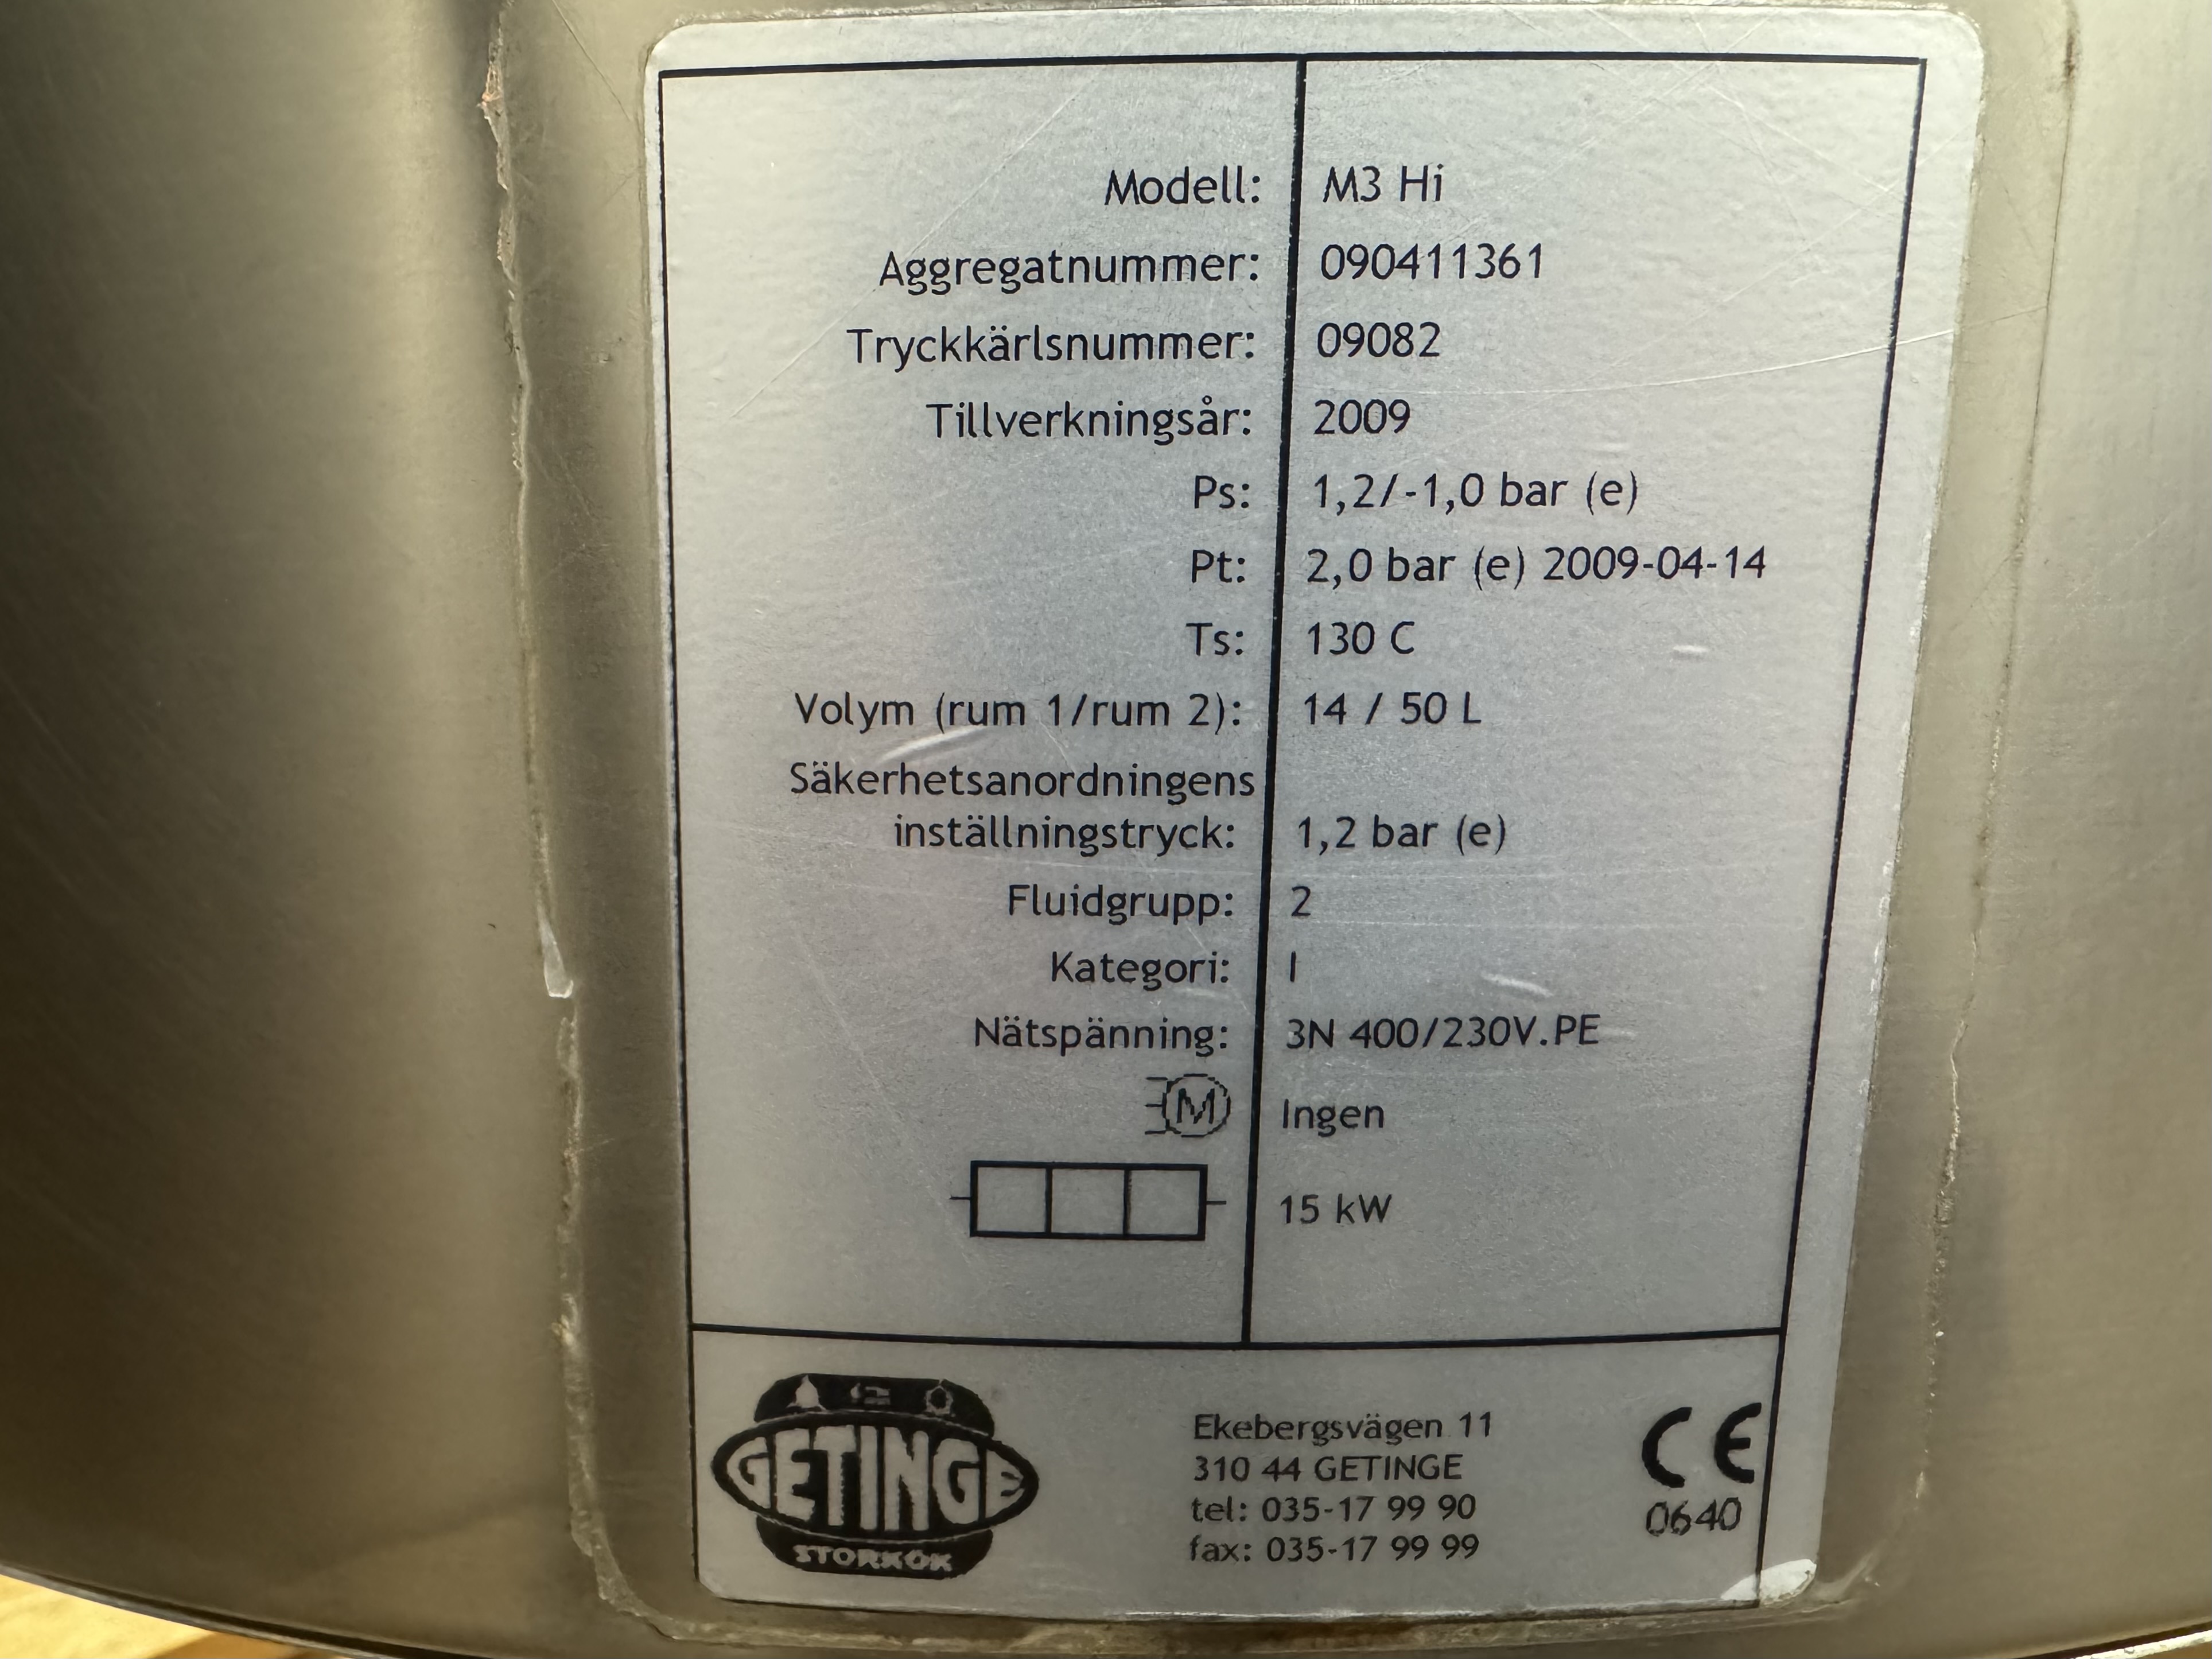 Modell: M3 Hi
Aggregatnummer: 090411361
Tryckkärlsnummer: 09082
Tillverkningsår: 2009
Ps: 1,2/-1,0 bar (e)
Pt: 2,0 bar (e) 2009-04-14
Ts: 130 C
Volym (rum 1/rum 2): 14 / 50 L
Säkerhetsanordningens
inställningstryck: 1,2 bar (e)
Fluidgrupp: 2
Kategori: I
Nätspänning: 3N 400/230V.PE
M Ingen
15 kW
GETINGE
STORKÖK
Ekebergsvägen 11
310 44 GETINGE
tel: 035-17 99 90
fax: 035-17 99 99
CE
0640